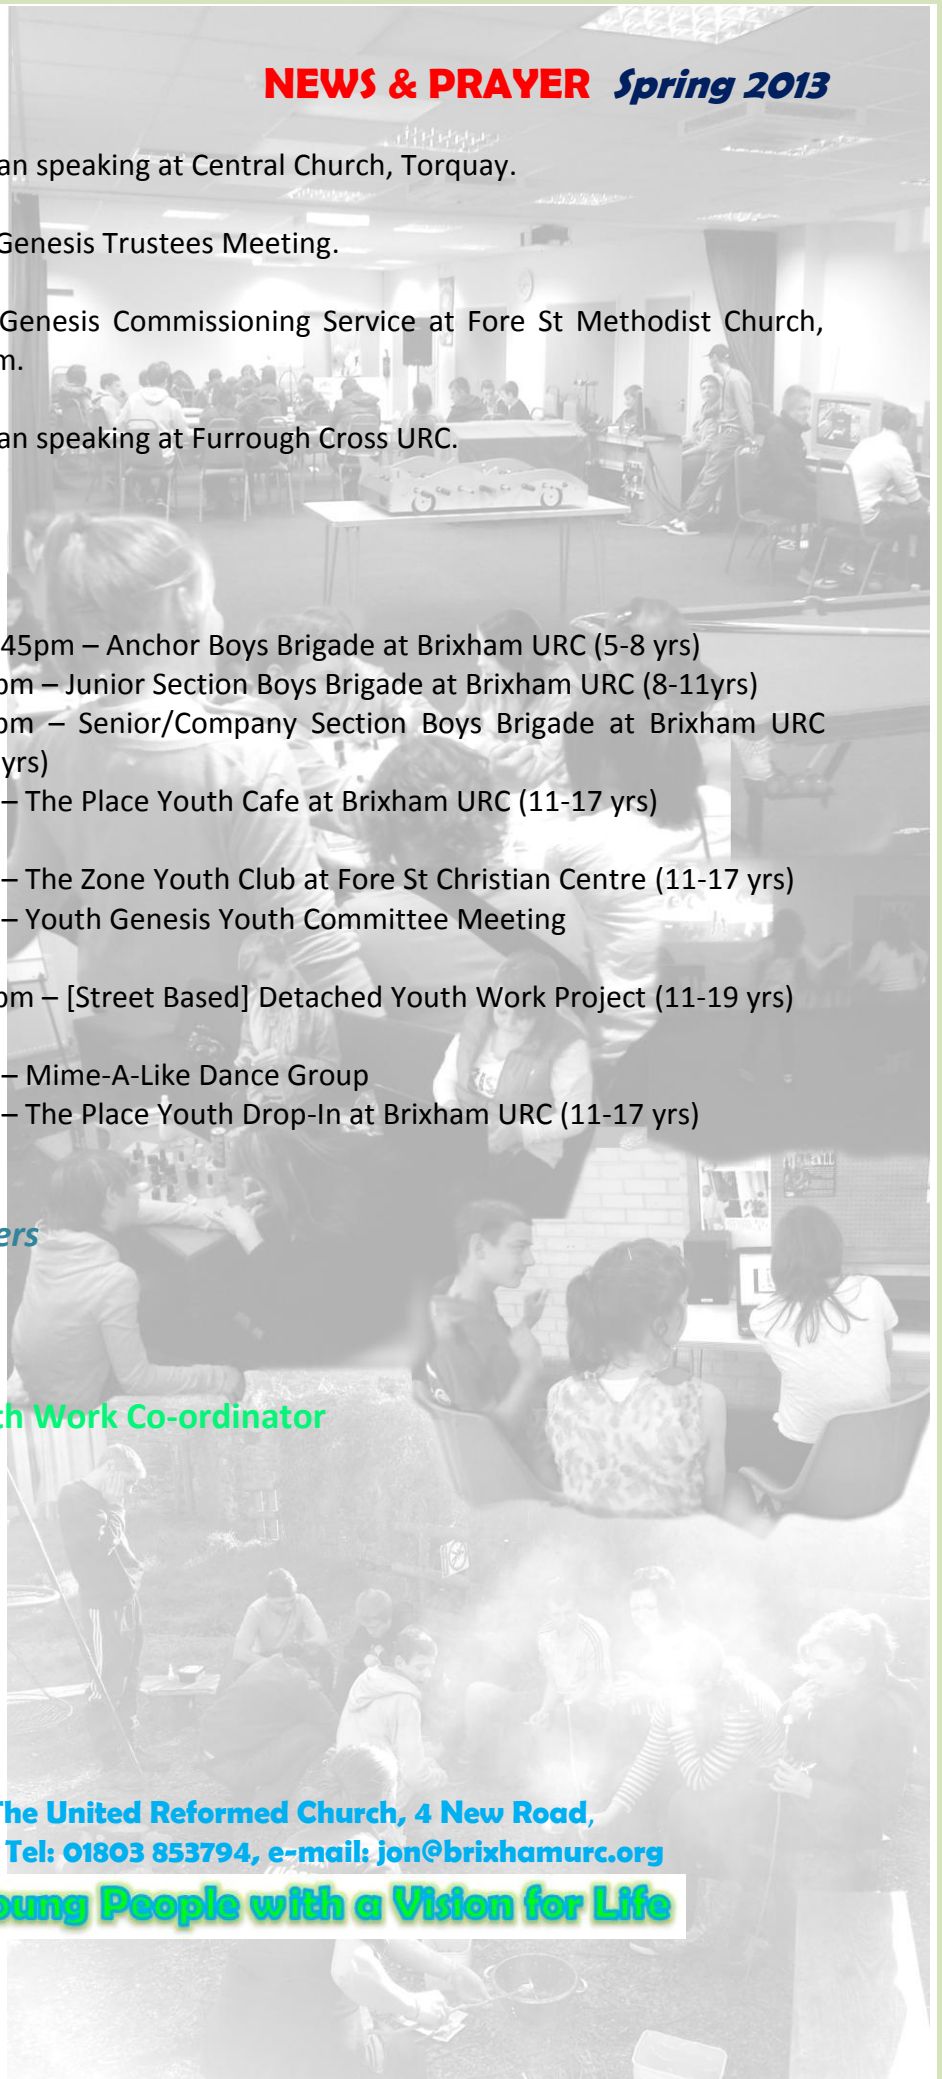 NEWS & PRAYER Spring 2013
an speaking at Central Church, Torquay.
Genesis Trustees Meeting.
Genesis Commissioning Service at Fore St Methodist Church,
m.
an speaking at Furrough Cross URC.
45pm – Anchor Boys Brigade at Brixham URC (5-8 yrs)
pm – Junior Section Boys Brigade at Brixham URC (8-11yrs)
pm – Senior/Company Section Boys Brigade at Brixham URC
yrs)
– The Place Youth Cafe at Brixham URC (11-17 yrs)
– The Zone Youth Club at Fore St Christian Centre (11-17 yrs)
– Youth Genesis Youth Committee Meeting
pm – [Street Based] Detached Youth Work Project (11-19 yrs)
– Mime-A-Like Dance Group
– The Place Youth Drop-In at Brixham URC (11-17 yrs)
ers
th Work Co-ordinator
The United Reformed Church, 4 New Road,
Tel: 01803 853794, e-mail: jon@brixhamurc.org
oung People with a Vision for Life